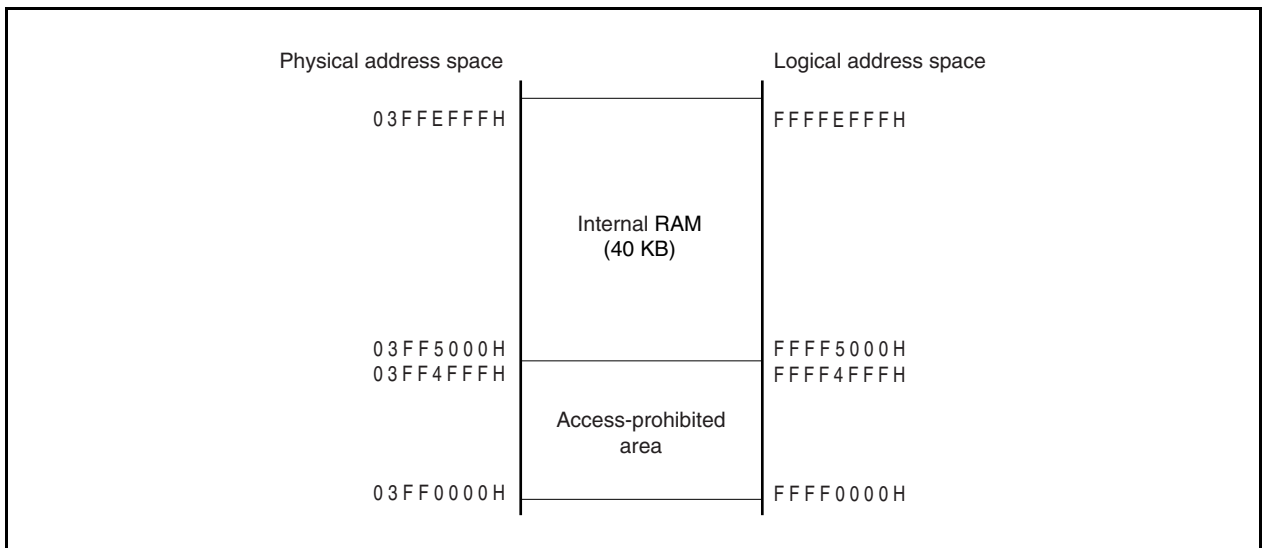 Physical address space
Logical address space
03FFEFFFH
FFFFEFFFH
Internal RAM
(40 KB)
03FF5000H
FFFF5000H
03FF4FFFH
FFFF4FFFH
Access-prohibited
area
03FF0000H
FFFF0000H